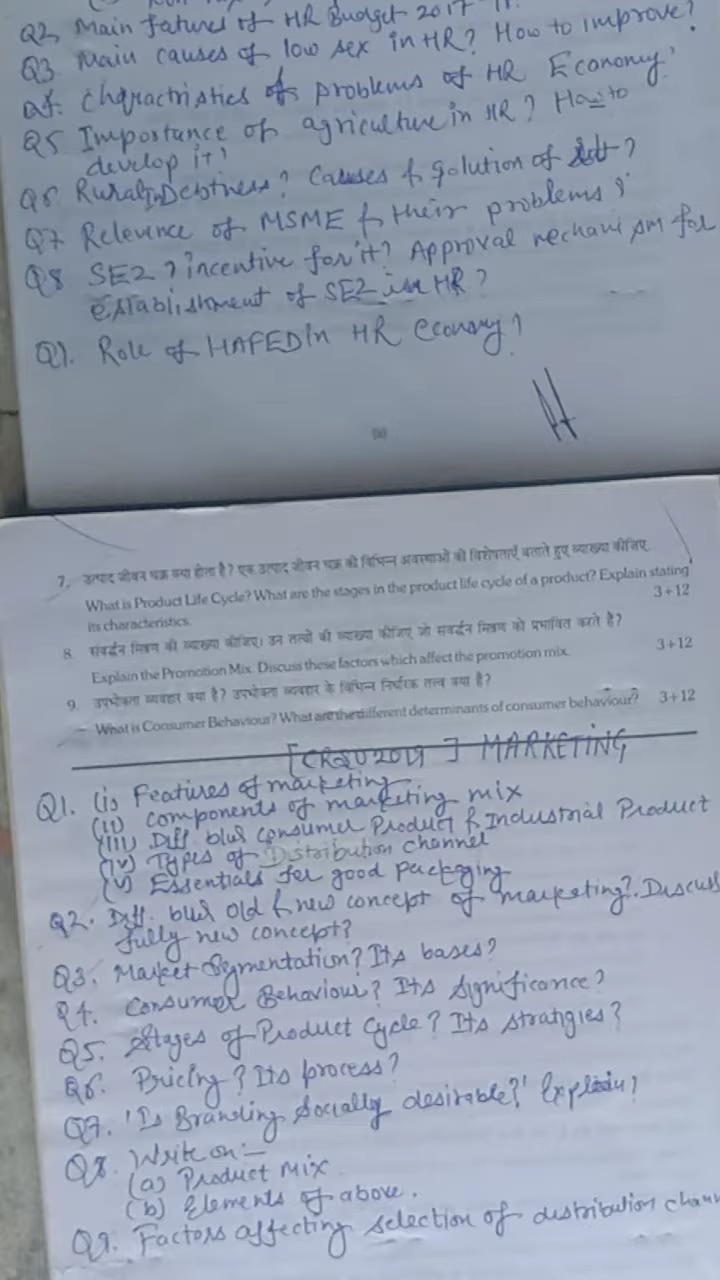 Q2, Main fatures of HR Budget 2017
Q3 Main causes of low sex in HR? How to improve?
Q4. Charactristics of problems of HR Economy?
Q5 Importance of agriculture in HR? How to
develop it?
Q6 Rural InDebtness? Causes & solution of it?
Q7 Relevence of MSME & their problems?
Q8 SEZ? incentive for it? Approval mechanism for
establishment of SEZ in HR?
Q9. Role of HAFED In HR economy?
7. उत्पाद जीवन चक्र क्या होता है? एक उत्पाद जीवन चक्र की विभिन्न अवस्थाओं की विशेषताएँ बताते हुए व्याख्या कीजिए.
What is Product Life Cycle? What are the stages in the product life cycle of a product? Explain stating
its characteristics. 3+12
8. संवर्द्धन मिश्रण की व्याख्या कीजिए। उन तत्वों की व्याख्या कीजिए जो संवर्द्धन मिश्रण को प्रभावित करते है?
Explain the Promotion Mix. Discuss these factors which affect the promotion mix. 3+12
9. उपभोक्ता व्यवहार क्या है? उपभोक्ता व्यवहार के विभिन्न निर्धारक तत्व क्या है?
What is Consumer Behaviour? What are the different determinants of consumer behaviour? 3+12
[CRSU 2019] MARKETING
Q1. (i) Features of marketing
(ii) components of marketing mix
(iii) Diff. b/w Consumer Product & Industrial Product
(iv) Types of Distribution channel
(v) Essentials for good packging
Q2. Diff. b/w old & new concept of marketing? Discuss
fully new concept?
Q3. Market Segmentation? Its bases?
Q4. Consumer Behaviour? Its significance?
Q5. Stages of Product Cycle? Its stratigies?
Q6. Pricing? Its process?
Q7. 'Is Branding socially desirable?' Explain?
Q8. Write on:-
(a) Product Mix
(b) Elements of above.
Q9. Factors affecting selection of distribution chann